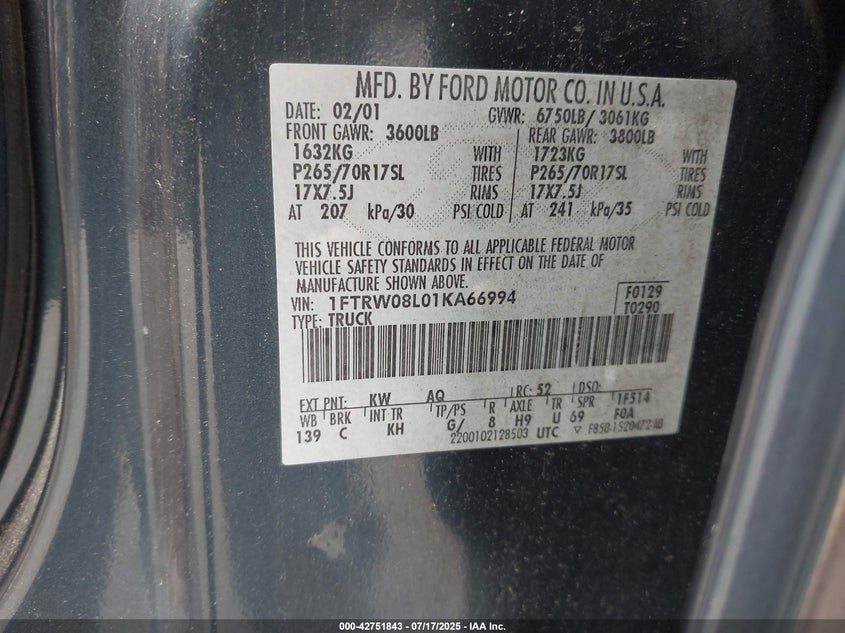 MFD. BY FORD MOTOR CO. IN U.S.A.
DATE: 02/01 GVWR: 6750LB/ 3061KG
FRONT GAWR: 3600LB REAR GAWR: 3800LB
1632KG WITH 1723KG WITH
P265/70R17SL TIRES P265/70R17SL TIRES
17X7.5J RIMS 17X7.5J RIMS
AT 207 kPa/30 PSI COLD AT 241 kPa/35 PSI COLD
THIS VEHICLE CONFORMS TO ALL APPLICABLE FEDERAL MOTOR
VEHICLE SAFETY STANDARDS IN EFFECT ON THE DATE OF
MANUFACTURE SHOWN ABOVE.
VIN: 1FTRW08L01KA66994 F0129
TYPE: TRUCK T0290
EXT PNT: KW AQ RC: 52 DSO:
WB BRK INT TR TP/PS R AXLE TR SPR 1F514
139 C KH G/ 8 H9 U 69 FOA
2200102128503 UTC F85B-1520472-AB
000-42751843 / 07/17/2025 - IAA Inc.